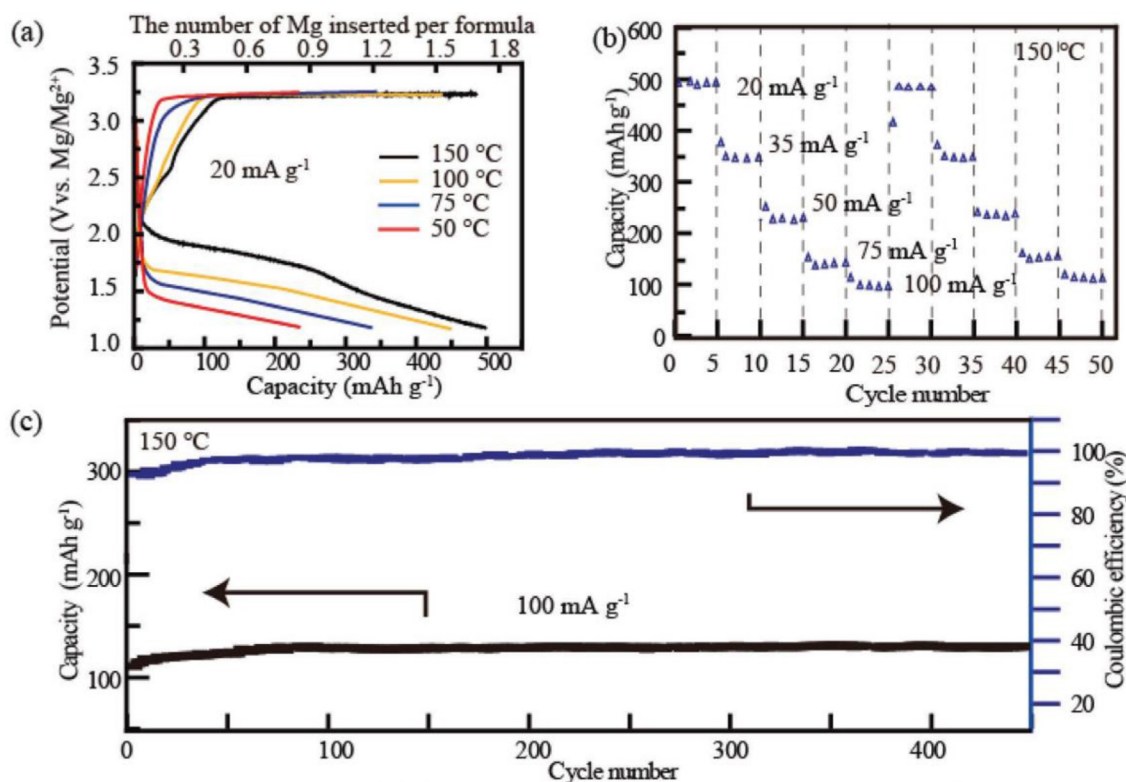 (a)
The number of Mg inserted per formula
0.3 0.6 0.9 1.2 1.5 1.8
3.5
3.0
2.5
2.0
1.5
1.0
Potential (V vs. Mg/Mg²⁺)
20 mA g⁻¹
150 °C
100 °C
75 °C
50 °C
0 100 200 300 400 500
Capacity (mAh g⁻¹)
(b)
600
500
400
300
200
100
0
Capacity (mAh g⁻¹)
150 °C
20 mA g⁻¹
35 mA g⁻¹
50 mA g⁻¹
75 mA g⁻¹
100 mA g⁻¹
0 5 10 15 20 25 30 35 40 45 50
Cycle number
(c)
150 °C
300
200
100
Capacity (mAh g⁻¹)
100 mA g⁻¹
100
80
60
40
20
Coulombic efficiency (%)
0 100 200 300 400
Cycle number